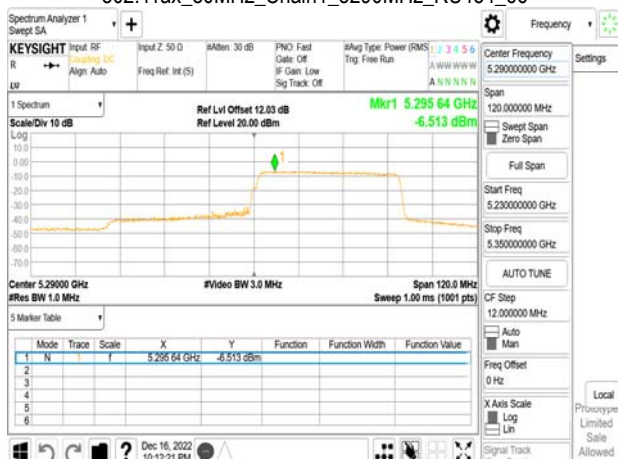 Spectrum Analyzer 1
Swept SA
+
Frequency
KEYSIGHT
Input: RF
Coupling: DC
Align: Auto
Input Z: 50 Ω
Freq Ref: Int (S)
#Atten: 30 dB
PNO: Fast
Gate: Off
IF Gain: Low
Sig Track: Off
#Avg Type: Power (RMS
Trig: Free Run
1 2 3 4 5 6
A W W W W W
A N N N N N
R
LXI
1 Spectrum
Scale/Div 10 dB
Log
Ref Lvl Offset 12.03 dB
Ref Level 20.00 dBm
Mkr1 5.295 64 GHz
-6.513 dBm
1
10.0
0.00
-10.0
-20.0
-30.0
-40.0
-50.0
-60.0
-70.0
Center 5.29000 GHz
#Res BW 1.0 MHz
#Video BW 3.0 MHz
Span 120.0 MHz
Sweep 1.00 ms (1001 pts)
5 Marker Table
Mode Trace Scale X Y Function Function Width Function Value
1 N 1 f 5.295 64 GHz -6.513 dBm
2
3
4
5
6
?
Dec 16, 2022
10:12:21 PM
Center Frequency
5.290000000 GHz
Span
120.000000 MHz
Swept Span
Zero Span
Full Span
Start Freq
5.230000000 GHz
Stop Freq
5.350000000 GHz
AUTO TUNE
CF Step
12.000000 MHz
Auto
Man
Freq Offset
0 Hz
X Axis Scale
Log
Lin
Signal Track
Settings
Local
Prototype
Limited
Sale
Allowed